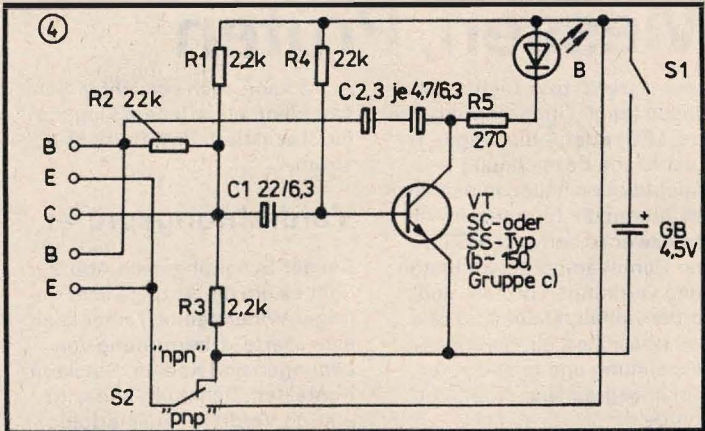 4
R1 2,2k
R4 22k
S1
B
C 2, 3 je 4,7/6,3
R5
270
R2 22k
B
E
C
B
E
C1 22/6,3
VT
SC-oder
SS-Typ
(b~ 150,
Gruppe c)
+
GB
4,5V
R3 2,2k
"npn"
S2
"pnp"